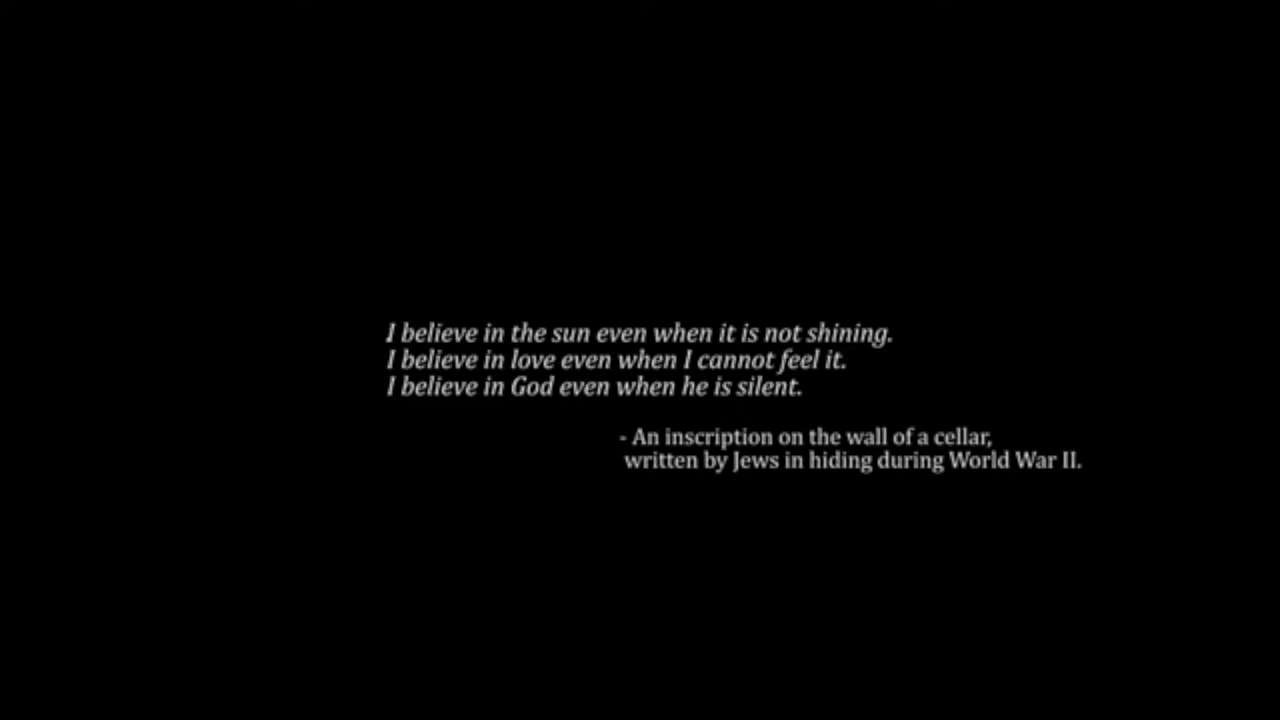 I believe in the sun even when it is not shining.
I believe in love even when I cannot feel it.
I believe in God even when he is silent.
- An inscription on the wall of a cellar,
written by Jews in hiding during World War II.